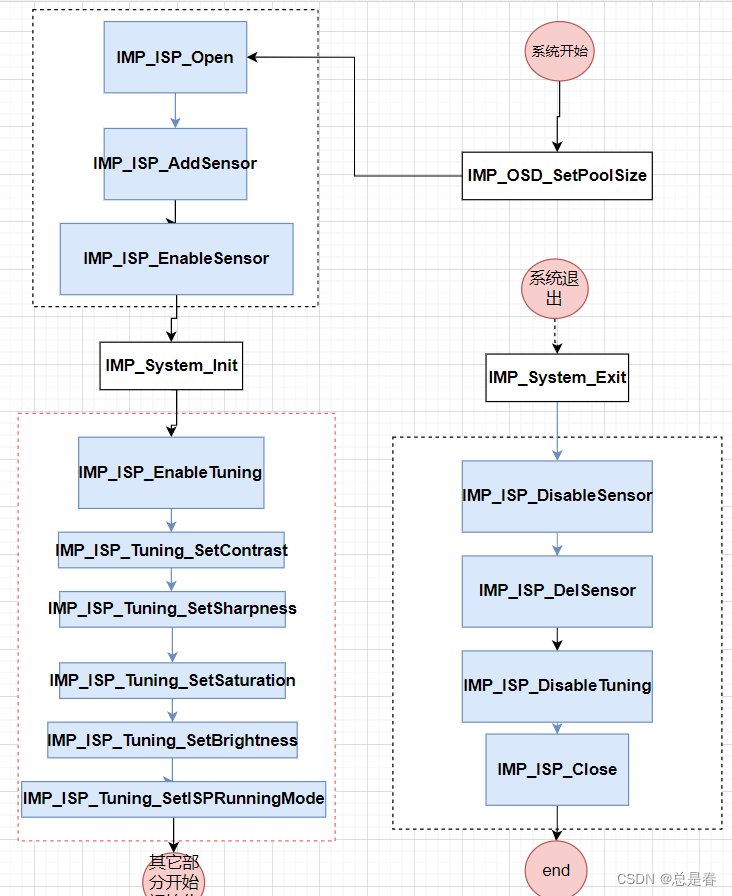 系统开始
IMP_OSD_SetPoolSize
IMP_ISP_Open
IMP_ISP_AddSensor
IMP_ISP_EnableSensor
IMP_System_Init
IMP_ISP_EnableTuning
IMP_ISP_Tuning_SetContrast
IMP_ISP_Tuning_SetSharpness
IMP_ISP_Tuning_SetSaturation
IMP_ISP_Tuning_SetBrightness
IMP_ISP_Tuning_SetISPRunningMode
其它部
分开始
系统退
出
IMP_System_Exit
IMP_ISP_DisableSensor
IMP_ISP_DelSensor
IMP_ISP_DisableTuning
IMP_ISP_Close
end
CSDN @总是春